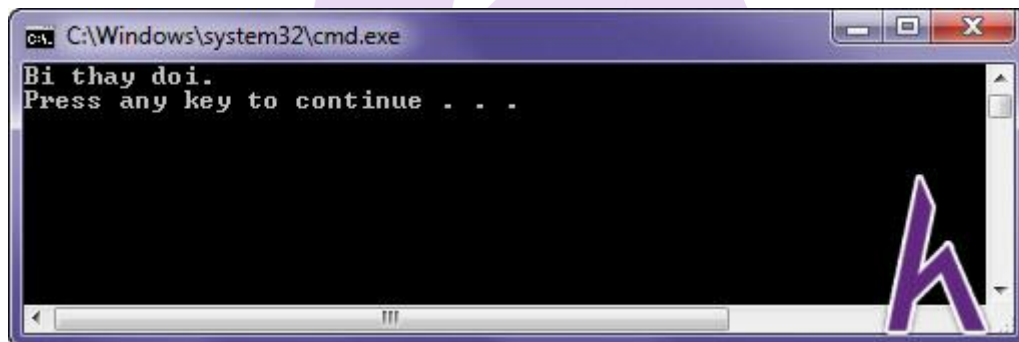 C:\Windows\system32\cmd.exe
Bi thay doi.
Press any key to continue . . .